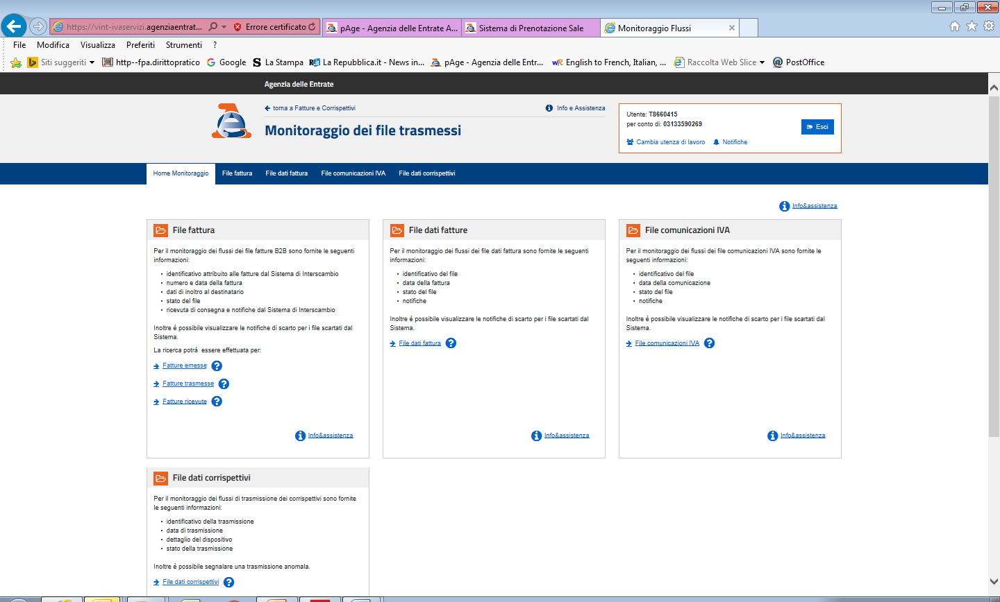 https://vint-ivaservizi.agenziaentrat... Errore certificato
pAge - Agenzia delle Entrate A...
Sistema di Prenotazione Sale
Monitoraggio Flussi
File Modifica Visualizza Preferiti Strumenti ?
Siti suggeriti http--fpa.dirittopratico Google La Stampa La Repubblica.it - News in... pAge - Agenzia delle Entr... English to French, Italian, ... Raccolta Web Slice PostOffice
Agenzia delle Entrate
torna a Fatture e Corrispettivi
Info e Assistenza
Monitoraggio dei file trasmessi
Utente: T8660415
per conto di: 03133590269
Esci
Cambia utenza di lavoro Notifiche
Home Monitoraggio File fattura File dati fattura File comunicazioni IVA File dati corrispettivi
Info&assistenza
File fattura
Per il monitoraggio dei flussi dei file fatture B2B sono fornite le seguenti
informazioni:
• identificativo attribuito alle fatture dal Sistema di Interscambio
• numero e data della fattura
• dati di inoltro al destinatario
• stato del file
• ricevuta di consegna e notifiche dal Sistema di Interscambio
Inoltre è possibile visualizzare le notifiche di scarto per i file scartati dal
Sistema.
La ricerca potrà essere effettuata per:
Fatture emesse ?
Fatture trasmesse ?
Fatture ricevute ?
Info&assistenza
File dati fatture
Per il monitoraggio dei flussi dei file dati fattura sono fornite le seguenti
informazioni:
• identificativo del file
• data della fattura
• stato del file
• notifiche
Inoltre è possibile visualizzare le notifiche di scarto per i file scartati dal
Sistema.
File dati fattura ?
Info&assistenza
File comunicazioni IVA
Per il monitoraggio dei flussi dei file comunicazioni IVA sono fornite le
seguenti informazioni:
• identificativo del file
• data della comunicazione
• stato del file
• notifiche
Inoltre è possibile visualizzare le notifiche di scarto per i file scartati dal
Sistema.
File comunicazioni IVA ?
Info&assistenza
File dati corrispettivi
Per il monitoraggio dei flussi di trasmissione dei corrispettivi sono fornite
le seguenti informazioni:
• identificativo della trasmissione
• data di trasmissione
• dettaglio del dispositivo
• stato della trasmissione
Inoltre è possibile segnalare una trasmissione anomala.
File dati corrispettivi ?